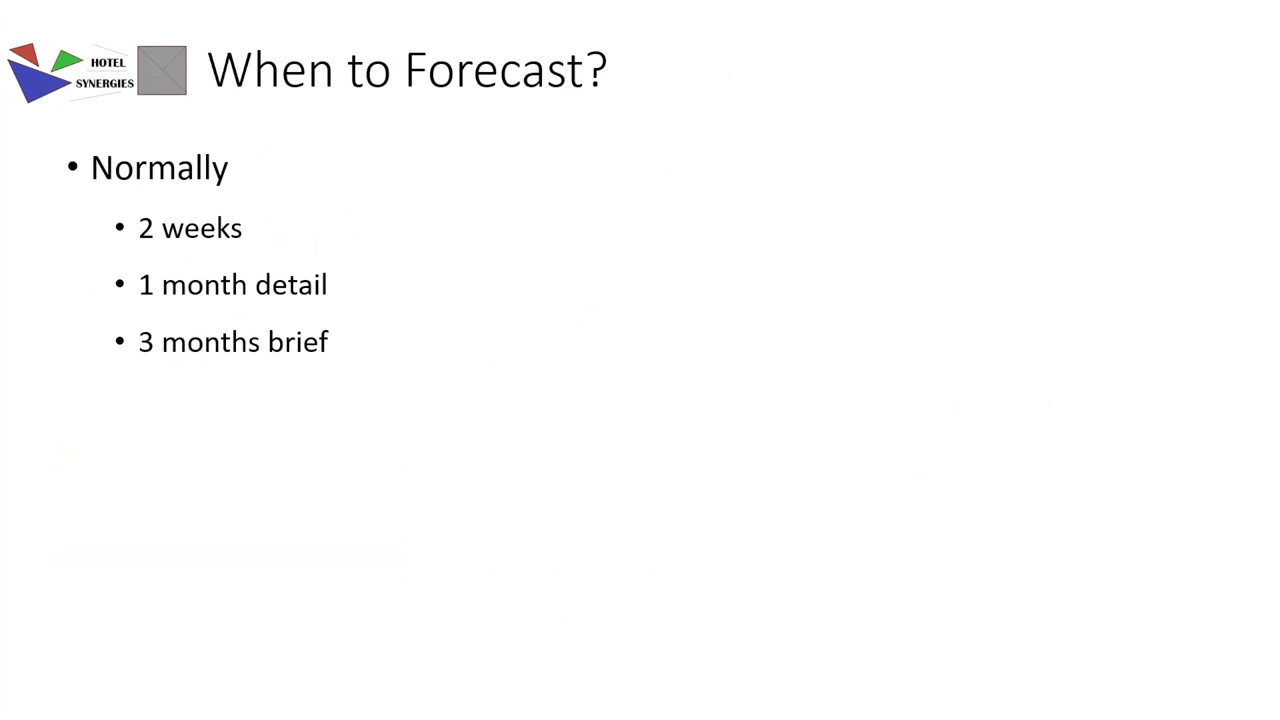 HOTEL
SYNERGIES
When to Forecast?
• Normally
• 2 weeks
• 1 month detail
• 3 months brief